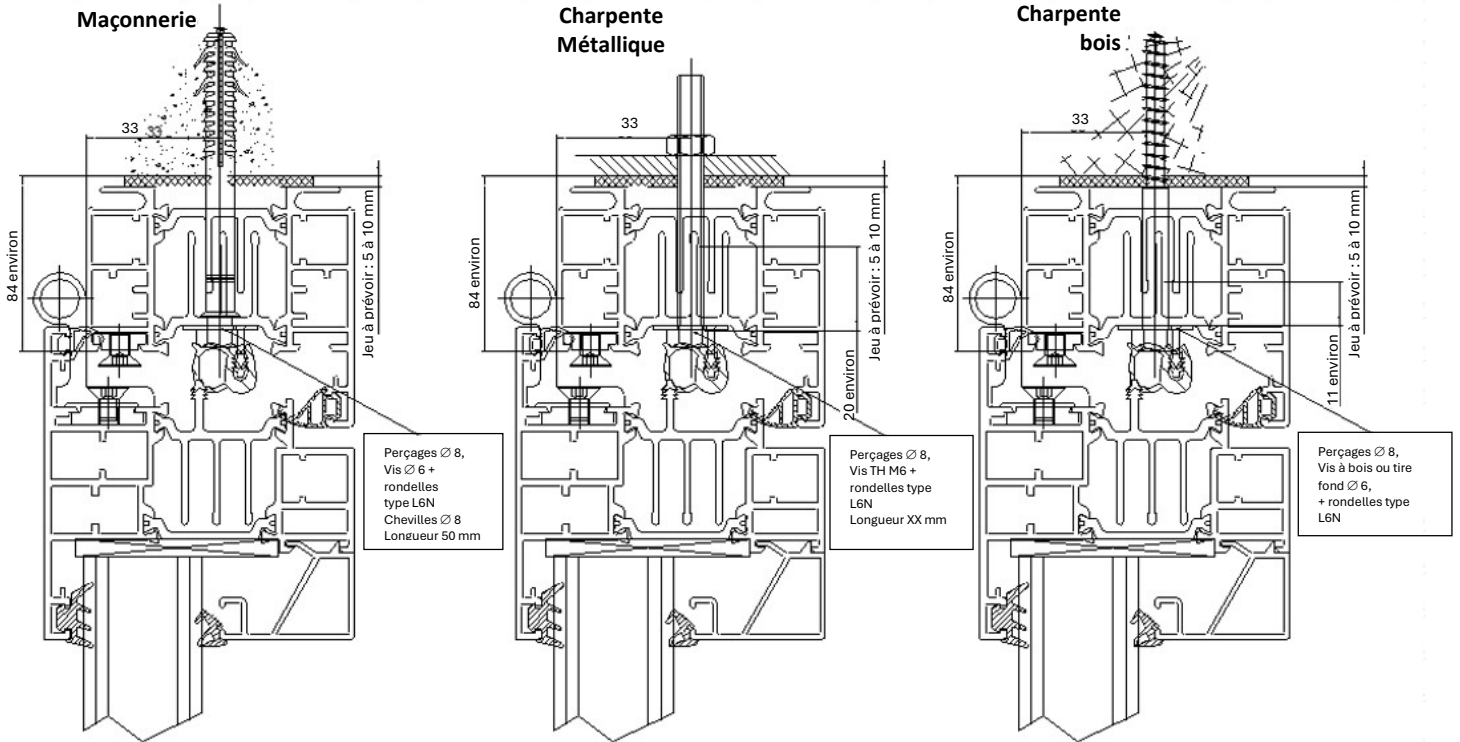 Maçonnerie
33
33
84 environ
Jeu à prévoir : 5 à 10 mm
Perçages ∅ 8,
Vis ∅ 6 +
rondelles
type L6N
Chevilles ∅ 8
Longueur 50 mm
Charpente
Métallique
33
84 environ
Jeu à prévoir : 5 à 10 mm
20 environ
Perçages ∅ 8,
Vis TH M6 +
rondelles type
L6N
Longueur XX mm
Charpente
bois
33
84 environ
Jeu à prévoir : 5 à 10 mm
11 environ
Perçages ∅ 8,
Vis à bois ou tire
fond ∅ 6,
+ rondelles type
L6N